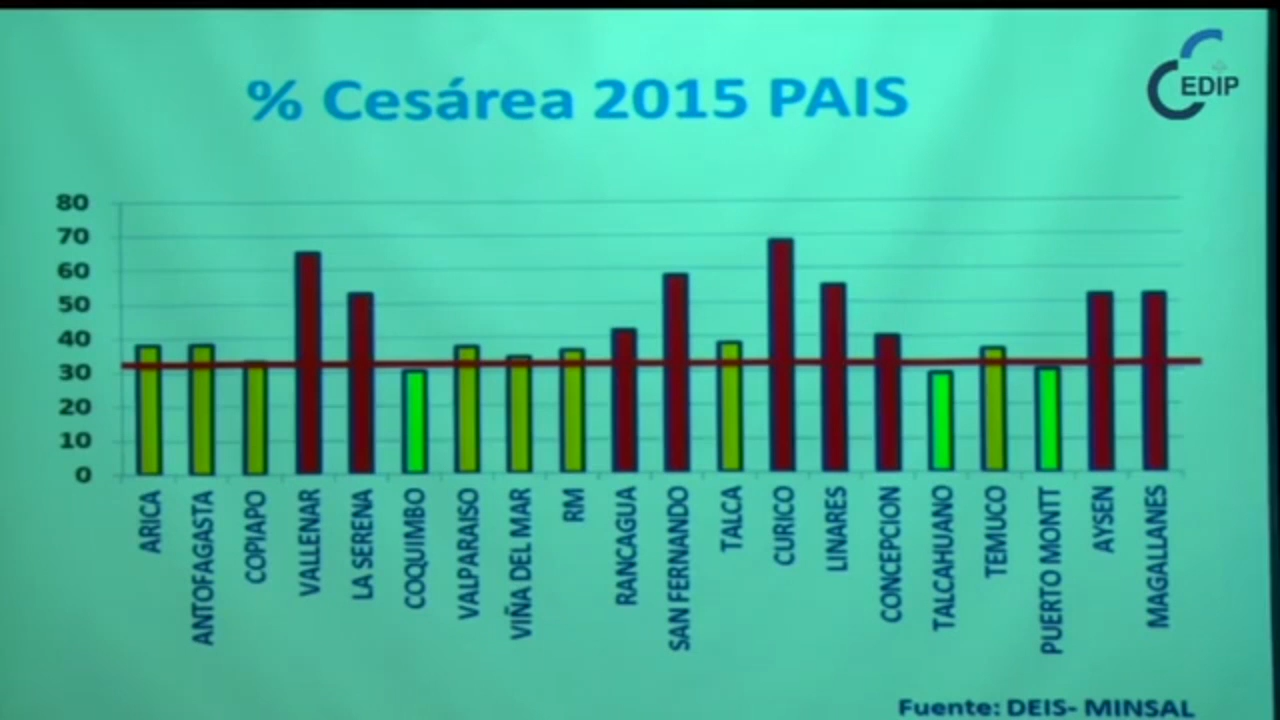 EDIP
% Cesárea 2015 PAIS
80
70
60
50
40
30
20
10
0
ARICA
ANTOFAGASTA
COPIAPO
VALLENAR
LA SERENA
COQUIMBO
VALPARAISO
VIÑA DEL MAR
RM
RANCAGUA
SAN FERNANDO
TALCA
CURICO
LINARES
CONCEPCION
TALCAHUANO
TEMUCO
PUERTO MONTT
AYSEN
MAGALLANES
Fuente: DEIS- MINSAL